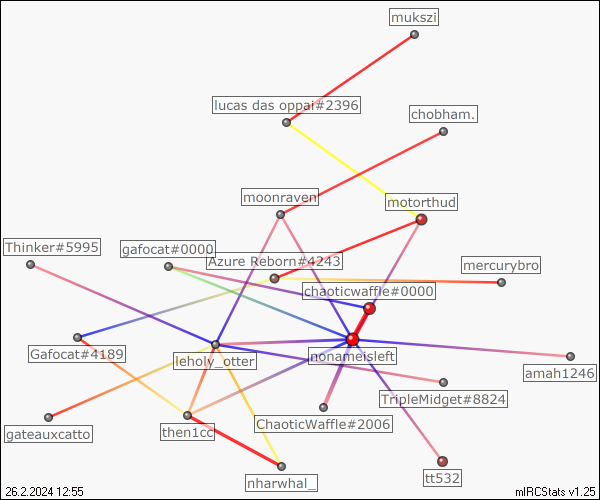 mukszi
lucas das oppai#2396
chobham.
moonraven
motorthud
Thinker#5995
gafocat#0000
Azure Reborn#4243
mercurybro
chaoticwaffle#0000
Gafocat#4189
leholy_otter
nonameisleft
amah1246
TripleMidget#8824
gateauxcatto
then1cc
ChaoticWaffle#2006
nharwhal_
tt532
26.2.2024 12:55
mIRCStats v1.25